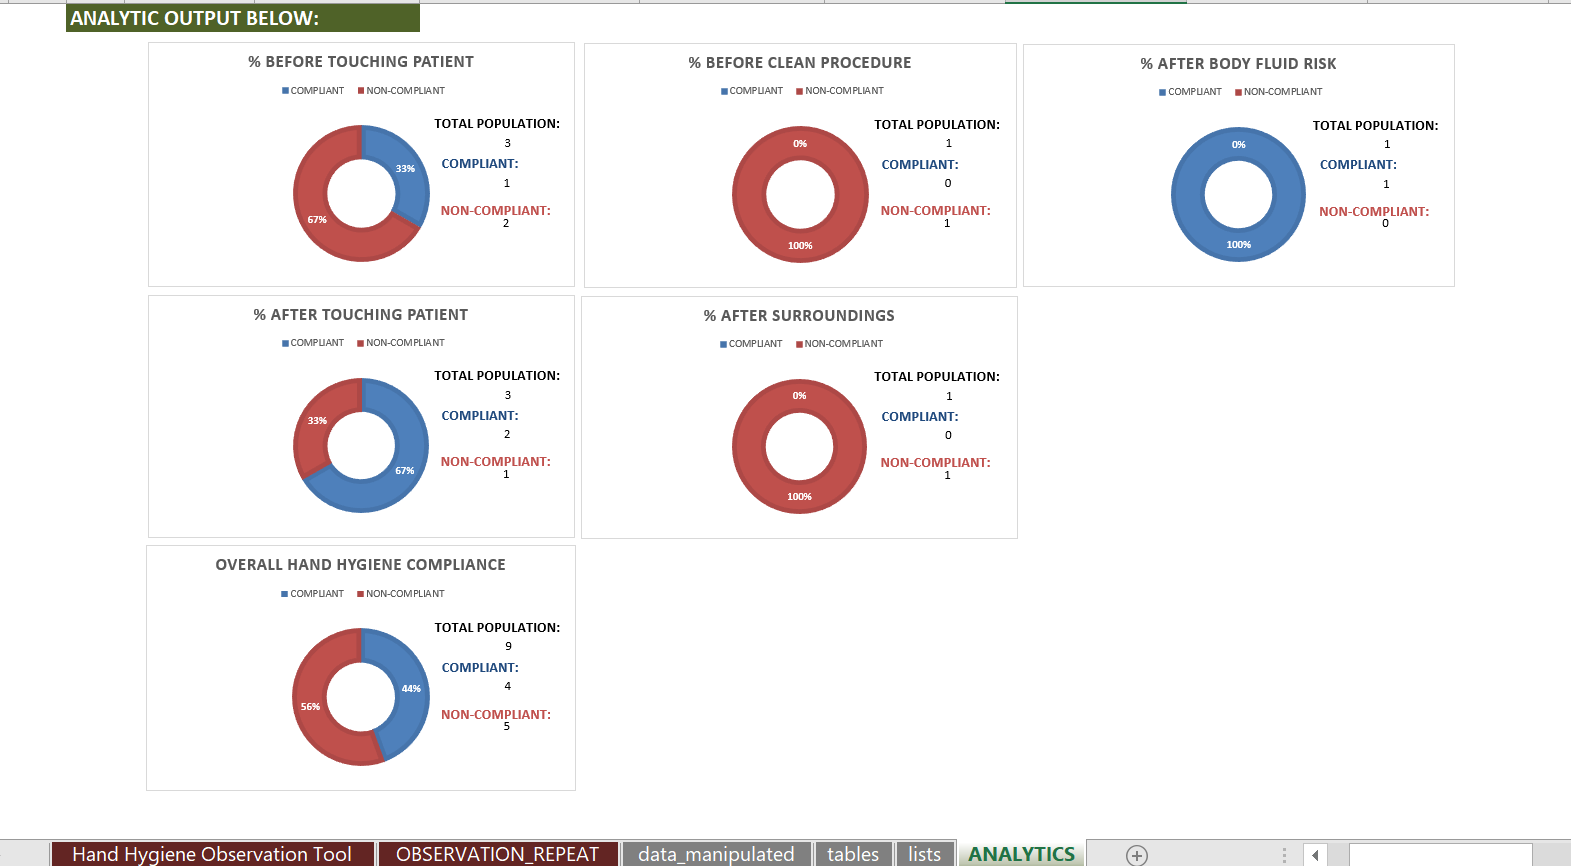 ANALYTIC OUTPUT BELOW:
% BEFORE TOUCHING PATIENT
COMPLIANT NON-COMPLIANT
33%
67%
TOTAL POPULATION:
3
COMPLIANT:
1
NON-COMPLIANT:
2
% BEFORE CLEAN PROCEDURE
COMPLIANT NON-COMPLIANT
0%
100%
TOTAL POPULATION:
1
COMPLIANT:
0
NON-COMPLIANT:
1
% AFTER BODY FLUID RISK
COMPLIANT NON-COMPLIANT
0%
100%
TOTAL POPULATION:
1
COMPLIANT:
1
NON-COMPLIANT:
0
% AFTER TOUCHING PATIENT
COMPLIANT NON-COMPLIANT
33%
67%
TOTAL POPULATION:
3
COMPLIANT:
2
NON-COMPLIANT:
1
% AFTER SURROUNDINGS
COMPLIANT NON-COMPLIANT
0%
100%
TOTAL POPULATION:
1
COMPLIANT:
0
NON-COMPLIANT:
1
OVERALL HAND HYGIENE COMPLIANCE
COMPLIANT NON-COMPLIANT
44%
56%
TOTAL POPULATION:
9
COMPLIANT:
4
NON-COMPLIANT:
5
Hand Hygiene Observation Tool OBSERVATION_REPEAT data_manipulated tables lists ANALYTICS